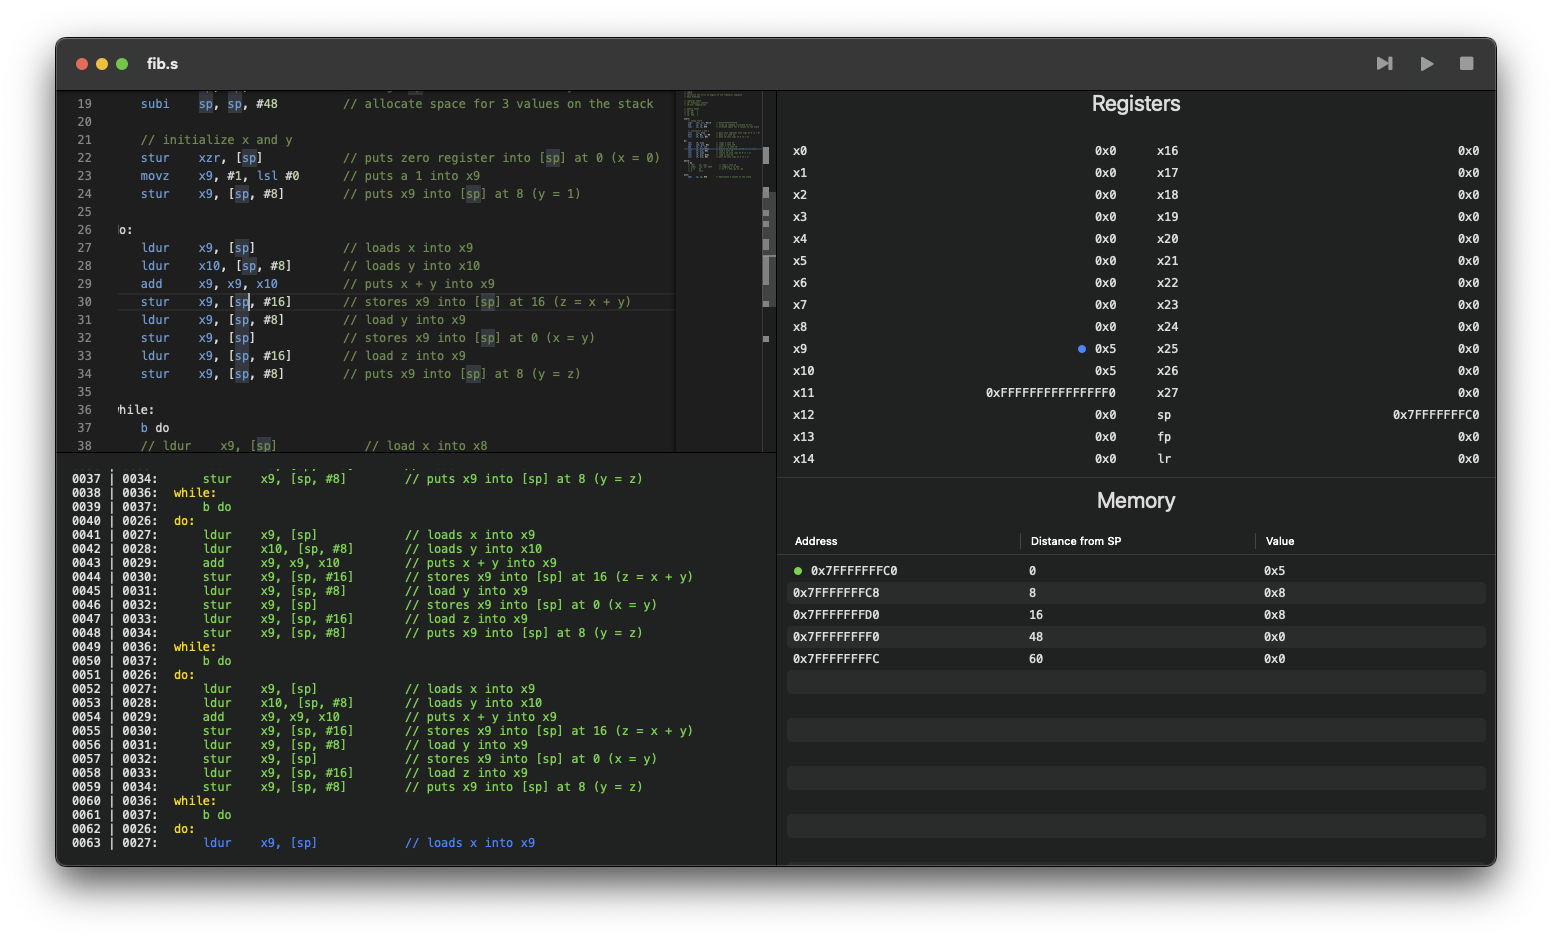 fib.s
19 subi sp, sp, #48 // allocate space for 3 values on the stack
20
21 // initialize x and y
22 stur xzr, [sp] // puts zero register into [sp] at 0 (x = 0)
23 movz x9, #1, lsl #0 // puts a 1 into x9
24 stur x9, [sp, #8] // puts x9 into [sp] at 8 (y = 1)
25
26 do:
27 ldur x9, [sp] // loads x into x9
28 ldur x10, [sp, #8] // loads y into x10
29 add x9, x9, x10 // puts x + y into x9
30 stur x9, [sp, #16] // stores x9 into [sp] at 16 (z = x + y)
31 ldur x9, [sp, #8] // load y into x9
32 stur x9, [sp] // stores x9 into [sp] at 0 (x = y)
33 ldur x9, [sp, #16] // load z into x9
34 stur x9, [sp, #8] // puts x9 into [sp] at 8 (y = z)
35
36 while:
37 b do
38 // ldur x9, [sp] // load x into x8
0037 | 0034: stur x9, [sp, #8] // puts x9 into [sp] at 8 (y = z)
0038 | 0036: while:
0039 | 0037: b do
0040 | 0026: do:
0041 | 0027: ldur x9, [sp] // loads x into x9
0042 | 0028: ldur x10, [sp, #8] // loads y into x10
0043 | 0029: add x9, x9, x10 // puts x + y into x9
0044 | 0030: stur x9, [sp, #16] // stores x9 into [sp] at 16 (z = x + y)
0045 | 0031: ldur x9, [sp, #8] // load y into x9
0046 | 0032: stur x9, [sp] // stores x9 into [sp] at 0 (x = y)
0047 | 0033: ldur x9, [sp, #16] // load z into x9
0048 | 0034: stur x9, [sp, #8] // puts x9 into [sp] at 8 (y = z)
0049 | 0036: while:
0050 | 0037: b do
0051 | 0026: do:
0052 | 0027: ldur x9, [sp] // loads x into x9
0053 | 0028: ldur x10, [sp, #8] // loads y into x10
0054 | 0029: add x9, x9, x10 // puts x + y into x9
0055 | 0030: stur x9, [sp, #16] // stores x9 into [sp] at 16 (z = x + y)
0056 | 0031: ldur x9, [sp, #8] // load y into x9
0057 | 0032: stur x9, [sp] // stores x9 into [sp] at 0 (x = y)
0058 | 0033: ldur x9, [sp, #16] // load z into x9
0059 | 0034: stur x9, [sp, #8] // puts x9 into [sp] at 8 (y = z)
0060 | 0036: while:
0061 | 0037: b do
0062 | 0026: do:
0063 | 0027: ldur x9, [sp] // loads x into x9
Registers
x0 0x0 x16 0x0
x1 0x0 x17 0x0
x2 0x0 x18 0x0
x3 0x0 x19 0x0
x4 0x0 x20 0x0
x5 0x0 x21 0x0
x6 0x0 x22 0x0
x7 0x0 x23 0x0
x8 0x0 x24 0x0
x9 0x5 x25 0x0
x10 0x5 x26 0x0
x11 0xFFFFFFFFFFFFFFF0 x27 0x0
x12 0x0 sp 0x7FFFFFFFC0
x13 0x0 fp 0x0
x14 0x0 lr 0x0
Memory
Address Distance from SP Value
0x7FFFFFFFC0 0 0x5
0x7FFFFFFFC8 8 0x8
0x7FFFFFFFD0 16 0x8
0x7FFFFFFFF0 48 0x0
0x7FFFFFFFFC 60 0x0